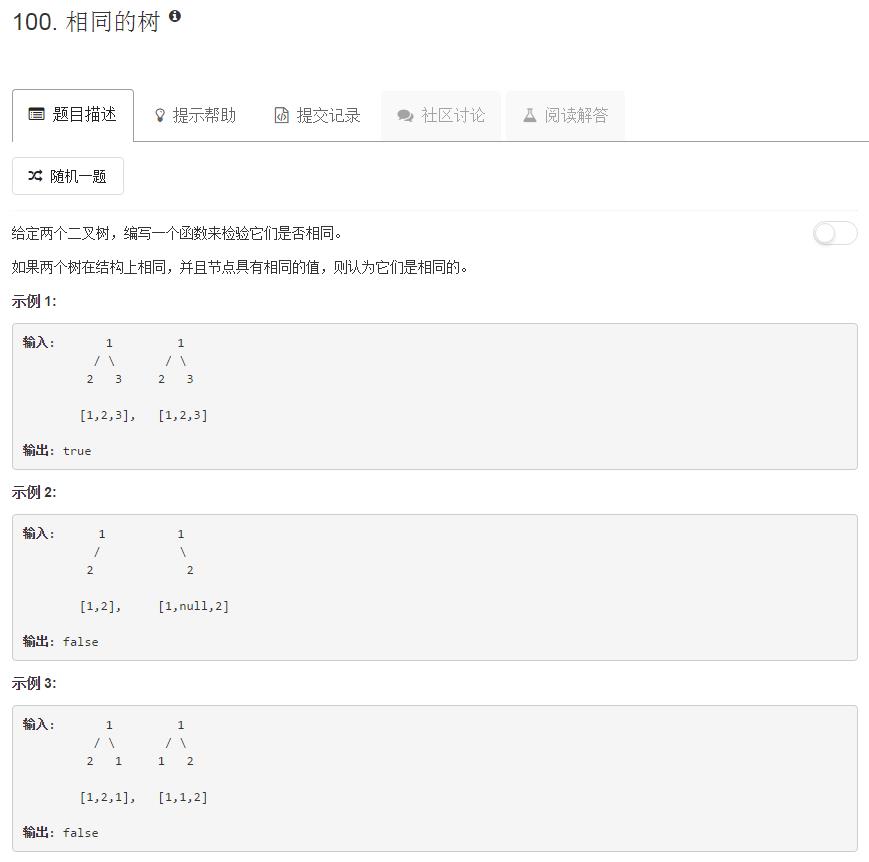 100. 相同的树
题目描述 提示帮助 提交记录 社区讨论 阅读解答
随机一题
给定两个二叉树，编写一个函数来检验它们是否相同。
如果两个树在结构上相同，并且节点具有相同的值，则认为它们是相同的。
示例 1:
输入:       1         1
          / \       / \
         2   3     2   3
        [1,2,3],   [1,2,3]
输出: true
示例 2:
输入:      1          1
          /           \
         2             2
        [1,2],     [1,null,2]
输出: false
示例 3:
输入:       1         1
          / \       / \
         2   1     1   2
        [1,2,1],   [1,1,2]
输出: false